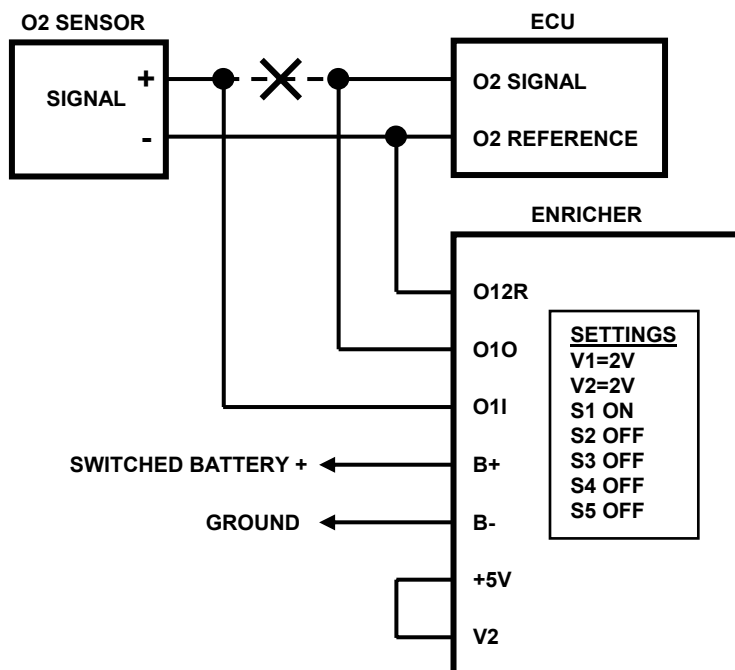 O2 SENSOR
ECU
SIGNAL
+
-
O2 SIGNAL
O2 REFERENCE
ENRICHER
O12R
O1O
O1I
SWITCHED BATTERY +
B+
GROUND
B-
+5V
V2
SETTINGS
V1=2V
V2=2V
S1 ON
S2 OFF
S3 OFF
S4 OFF
S5 OFF